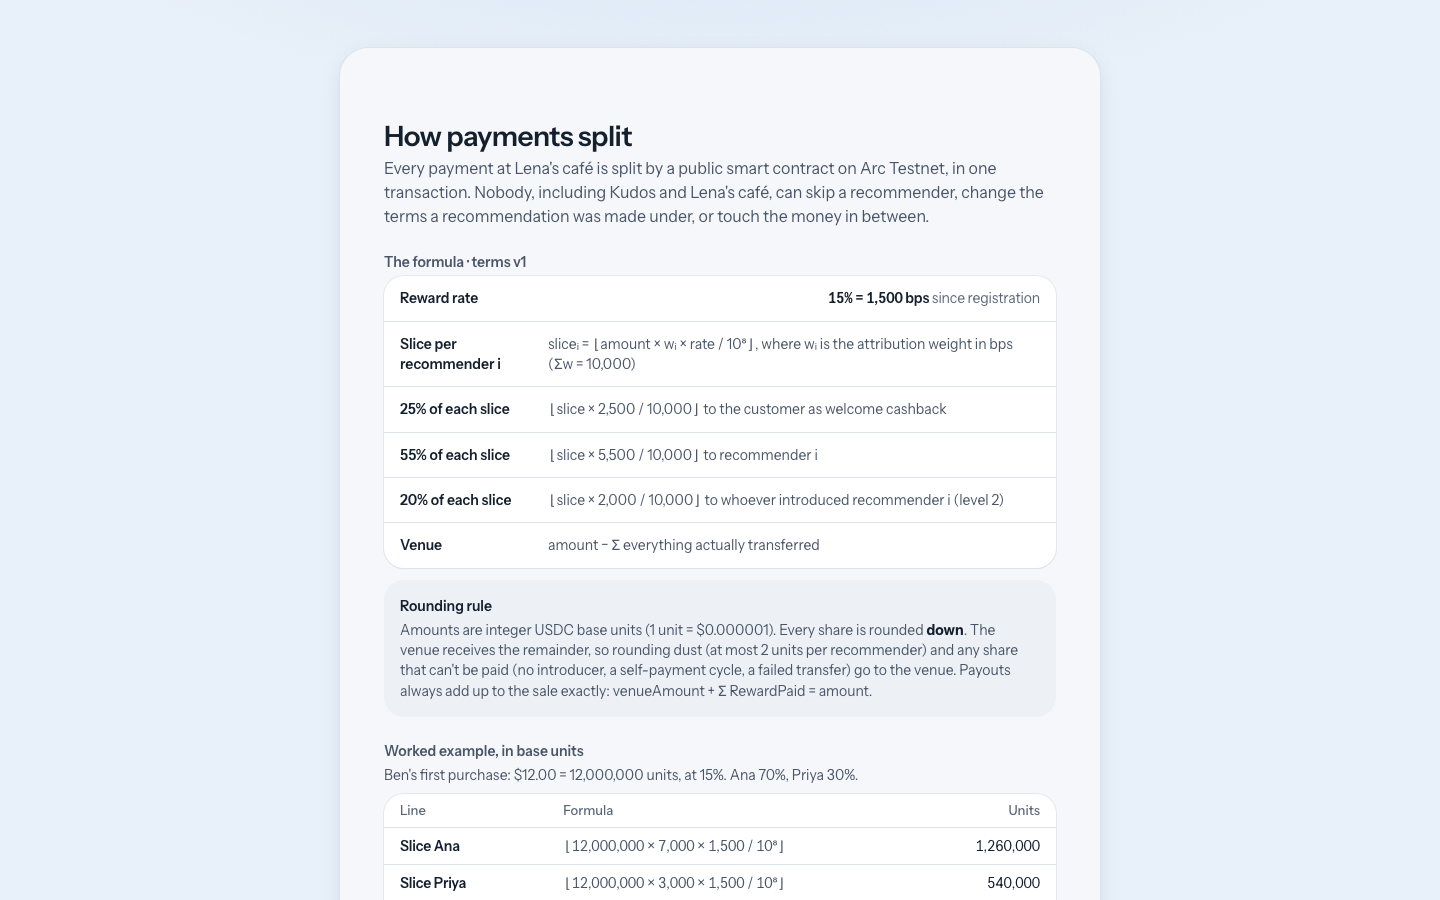 How payments split
Every payment at Lena's café is split by a public smart contract on Arc Testnet, in one
transaction. Nobody, including Kudos and Lena's café, can skip a recommender, change the
terms a recommendation was made under, or touch the money in between.
The formula · terms v1
Reward rate 15% = 1,500 bps since registration
Slice per recommender i
sliceᵢ = ⌊amount × wᵢ × rate / 10⁸⌋, where wᵢ is the attribution weight in bps
(Σw = 10,000)
25% of each slice ⌊slice × 2,500 / 10,000⌋ to the customer as welcome cashback
55% of each slice ⌊slice × 5,500 / 10,000⌋ to recommender i
20% of each slice ⌊slice × 2,000 / 10,000⌋ to whoever introduced recommender i (level 2)
Venue amount − Σ everything actually transferred
Rounding rule
Amounts are integer USDC base units (1 unit = $0.000001). Every share is rounded down. The
venue receives the remainder, so rounding dust (at most 2 units per recommender) and any share
that can't be paid (no introducer, a self-payment cycle, a failed transfer) go to the venue. Payouts
always add up to the sale exactly: venueAmount + Σ RewardPaid = amount.
Worked example, in base units
Ben's first purchase: $12.00 = 12,000,000 units, at 15%. Ana 70%, Priya 30%.
Line Formula Units
Slice Ana ⌊12,000,000 × 7,000 × 1,500 / 10⁸⌋ 1,260,000
Slice Priya ⌊12,000,000 × 3,000 × 1,500 / 10⁸⌋ 540,000